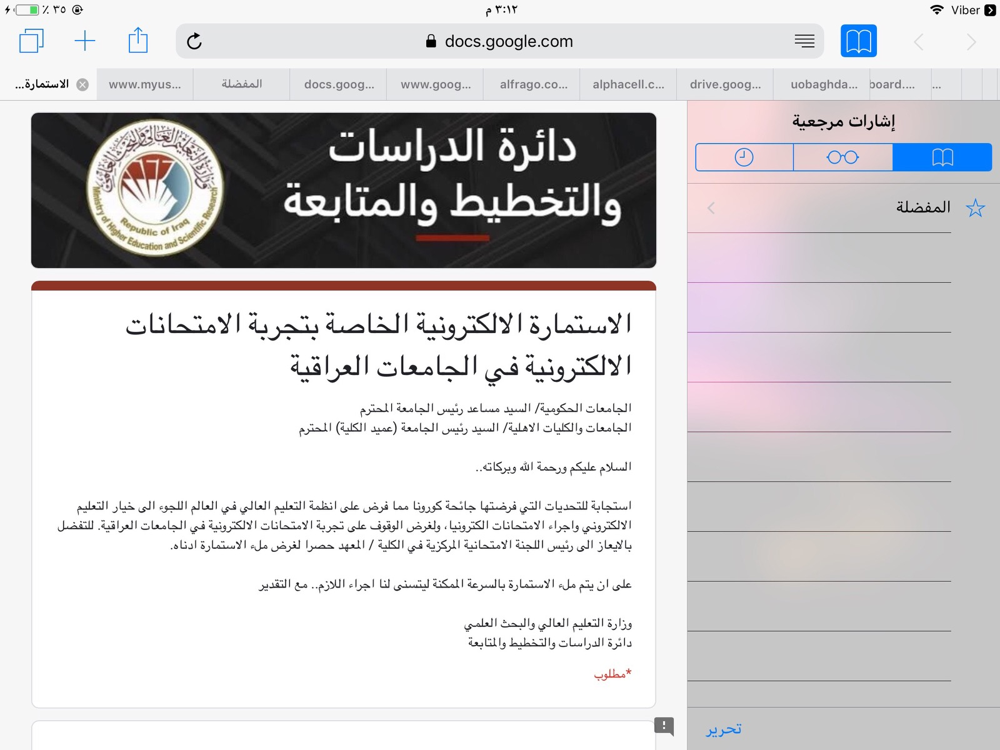 ٪ ٣٥
٣:١٢ م
Viber
docs.google.com
الاستمارة...
www.myus...
المفضلة
docs.goog...
www.goog...
alfrago.co...
alphacell.c...
drive.goog...
uobaghda...
board....
...
دائرة الدراسات
والتخطيط والمتابعة
وزارة التعليم العالي والبحث العلمي
Republic of Iraq
Ministry of Higher Education and Scientific Research
الاستمارة الالكترونية الخاصة بتجربة الامتحانات
الالكترونية في الجامعات العراقية
الجامعات الحكومية/ السيد مساعد رئيس الجامعة المحترم
الجامعات والكليات الاهلية/ السيد رئيس الجامعة (عميد الكلية) المحترم
السلام عليكم ورحمة الله وبركاته..
استجابة للتحديات التي فرضتها جائحة كورونا مما فرض على انظمة التعليم العالي في العالم اللجوء الى خيار التعليم
الالكتروني واجراء الامتحانات الكترونيا، ولغرض الوقوف على تجربة الامتحانات الالكترونية في الجامعات العراقية. للتفضل
بالايعاز الى رئيس اللجنة الامتحانية المركزية في الكلية / المعهد حصرا لغرض ملء الاستمارة ادناه.
على ان يتم ملء الاستمارة بالسرعة الممكنة ليتسنى لنا اجراء اللازم.. مع التقدير
وزارة التعليم العالي والبحث العلمي
دائرة الدراسات والتخطيط والمتابعة
*مطلوب
إشارات مرجعية
المفضلة
تحرير